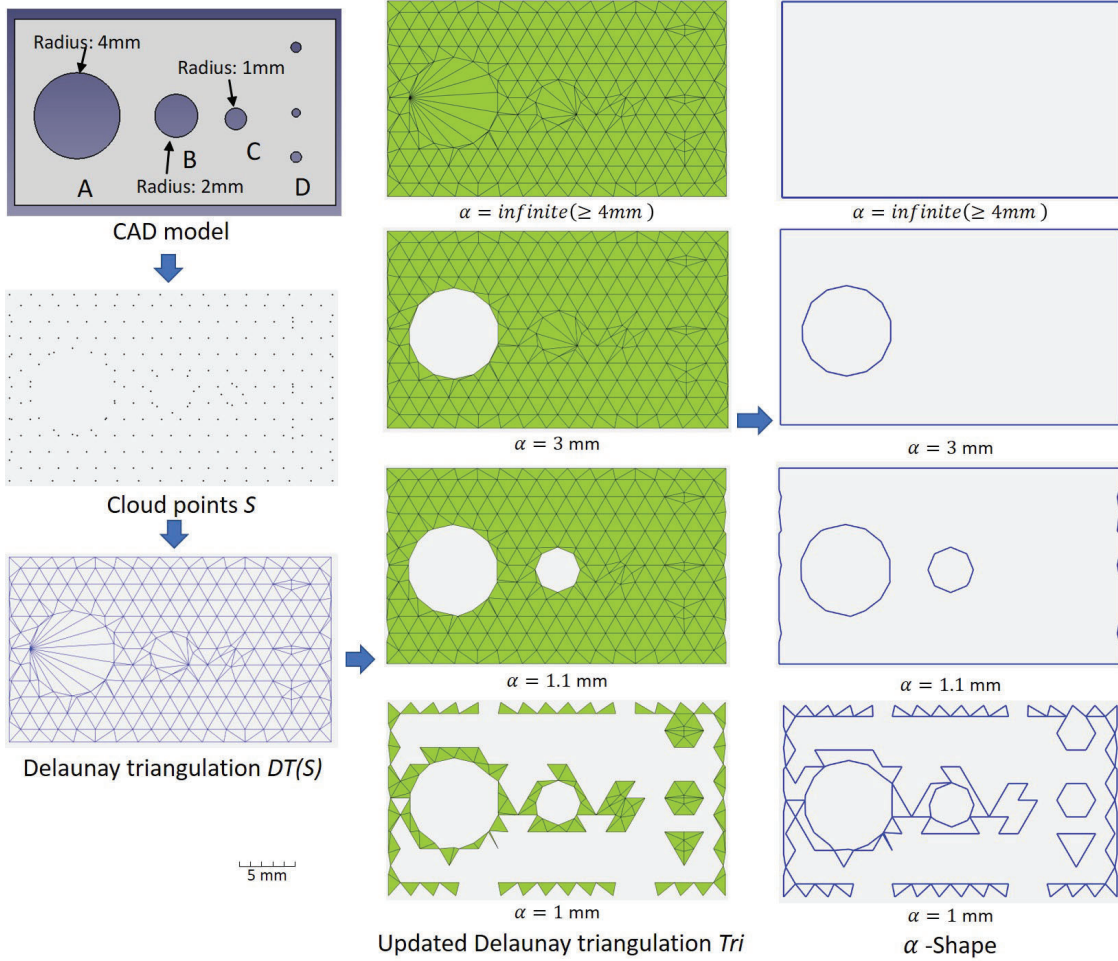 Radius: 4mm
Radius: 1mm
A
B
C
D
Radius: 2mm
CAD model
Cloud points S
Delaunay triangulation DT(S)
5 mm
α = infinite(≥ 4mm )
α = 3 mm
α = 1.1 mm
α = 1 mm
Updated Delaunay triangulation Tri
α = infinite(≥ 4mm )
α = 3 mm
α = 1.1 mm
α = 1 mm
α -Shape